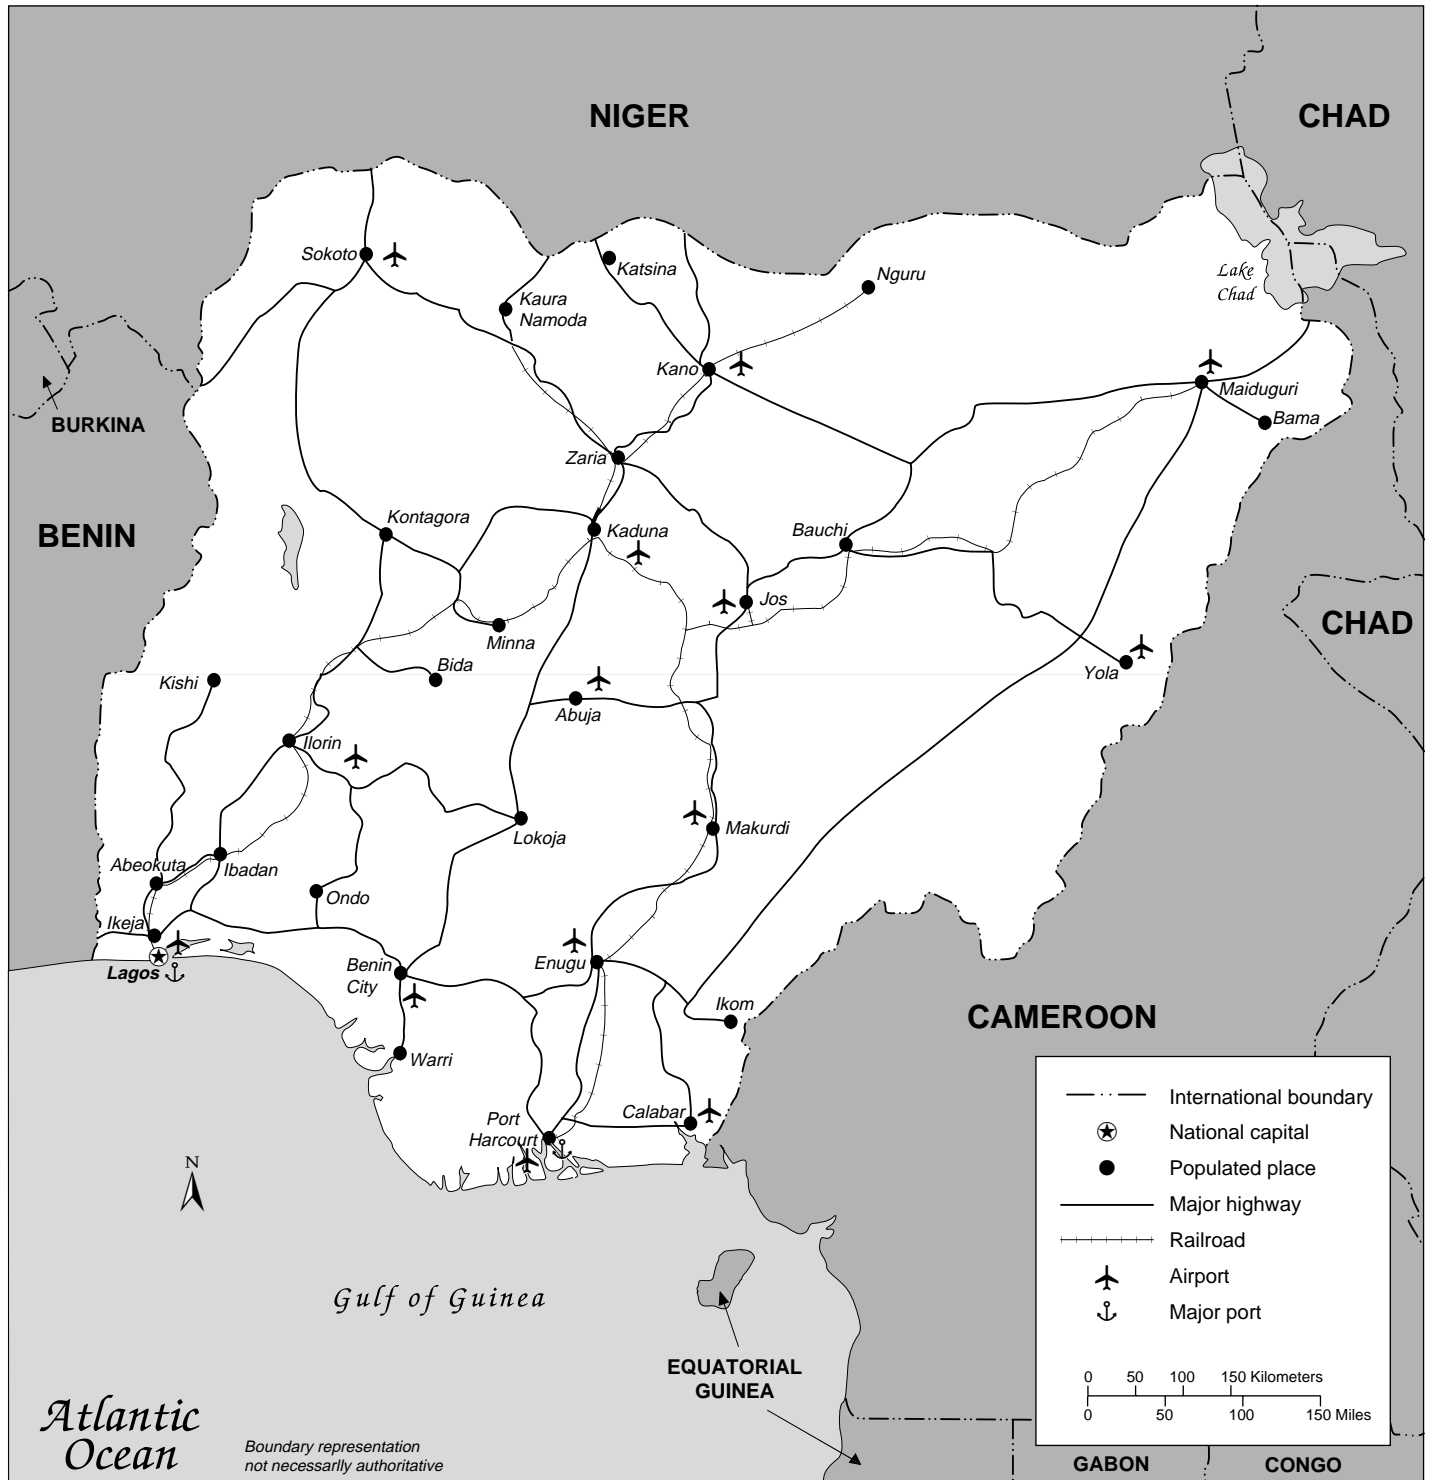 NIGER
CHAD
Sokoto
Katsina
Nguru
Lake
Chad
Kaura
Namoda
Kano
Maiduguri
Bama
BURKINA
Zaria
BENIN
Kontagora
Kaduna
Bauchi
Jos
CHAD
Minna
Kishi
Bida
Yola
Abuja
Ilorin
Lokoja
Makurdi
Abeokuta
Ibadan
Ondo
Ikeja
Lagos
Benin
City
Enugu
Ikom
CAMEROON
Warri
Port
Harcourt
Calabar
N
International boundary
National capital
Populated place
Major highway
Railroad
Airport
Major port
0 50 100 150 Kilometers
0 50 100 150 Miles
Gulf of Guinea
EQUATORIAL
GUINEA
Atlantic
Ocean
Boundary representation
not necessarlly authoritative
GABON
CONGO